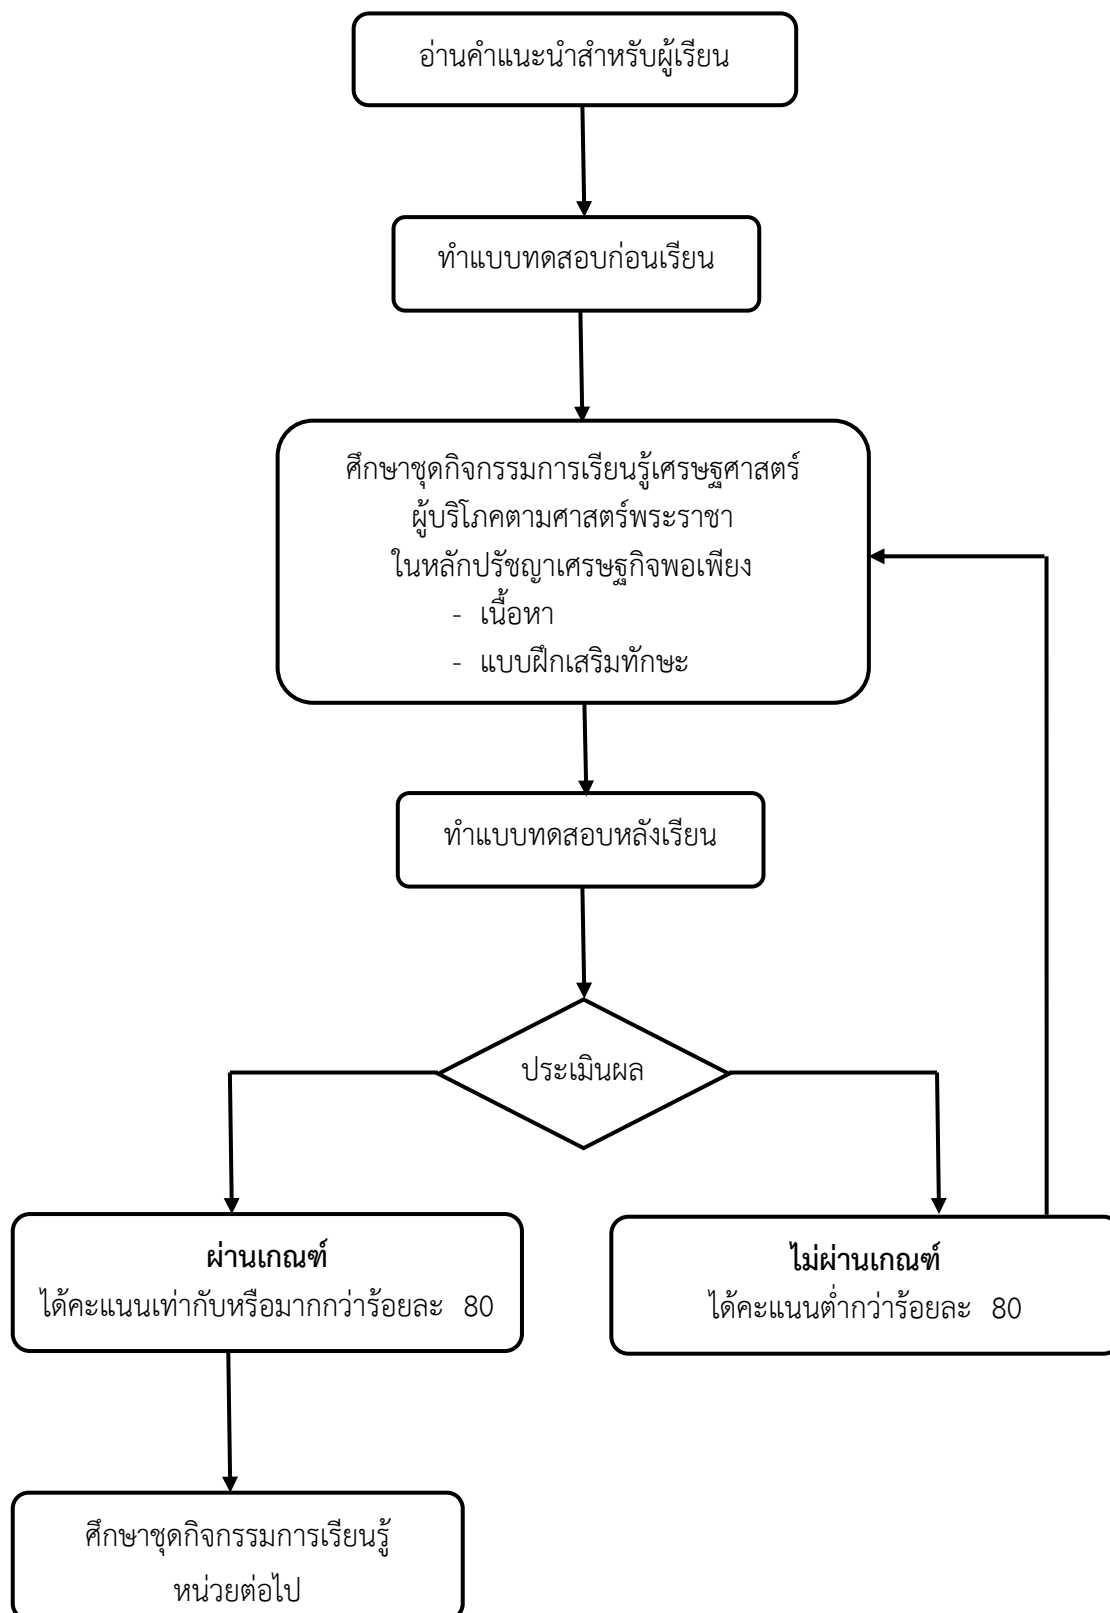 อ่านคำแนะนำสำหรับผู้เรียน
ทำแบบทดสอบก่อนเรียน
ศึกษาชุดกิจกรรมการเรียนรู้เศรษฐศาสตร์
ผู้บริโภคตามศาสตร์พระราชา
ในหลักปรัชญาเศรษฐกิจพอเพียง
- เนื้อหา
- แบบฝึกเสริมทักษะ
ทำแบบทดสอบหลังเรียน
ประเมินผล
ผ่านเกณฑ์
ได้คะแนนเท่ากับหรือมากกว่าร้อยละ 80
ไม่ผ่านเกณฑ์
ได้คะแนนต่ำกว่าร้อยละ 80
ศึกษาชุดกิจกรรมการเรียนรู้
หน่วยต่อไป